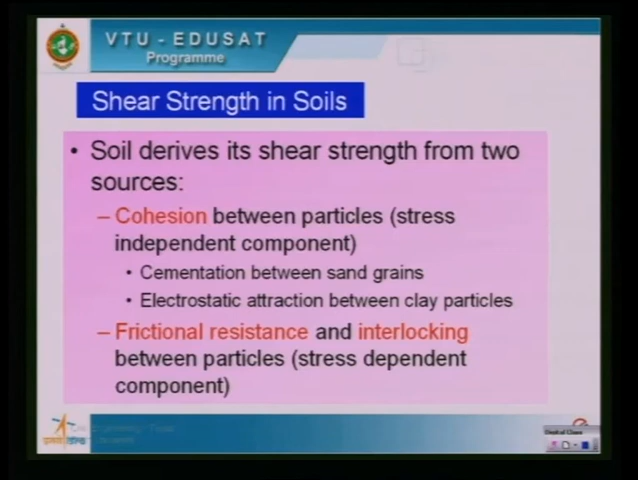 VTU - EDUSAT
Programme
Shear Strength in Soils
• Soil derives its shear strength from two
sources:
– Cohesion between particles (stress
independent component)
• Cementation between sand grains
• Electrostatic attraction between clay particles
– Frictional resistance and interlocking
between particles (stress dependent
component)